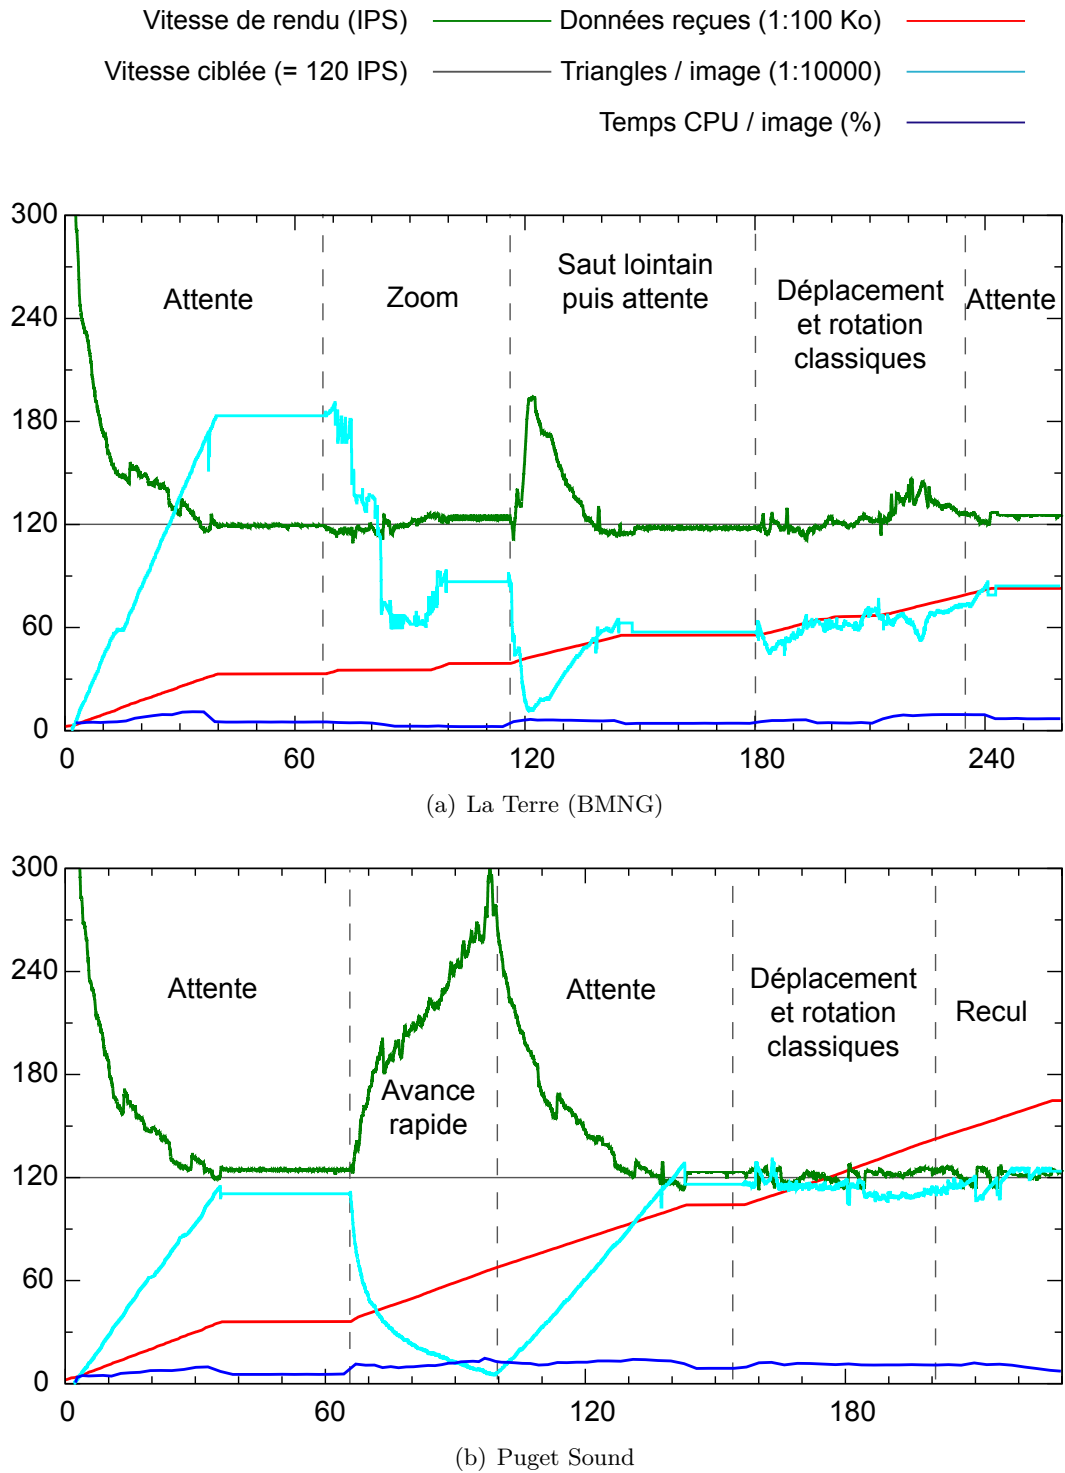 Vitesse de rendu (IPS) Données reçues (1:100 Ko)
Vitesse ciblée (= 120 IPS) Triangles / image (1:10000)
Temps CPU / image (%)
300
240
180
120
60
0
Attente
Zoom
Saut lointain
puis attente
Déplacement
et rotation
classiques
Attente
0 60 120 180 240
(a) La Terre (BMNG)
300
240
180
120
60
0
Attente
Avance
rapide
Attente
Déplacement
et rotation
classiques
Recul
0 60 120 180
(b) Puget Sound